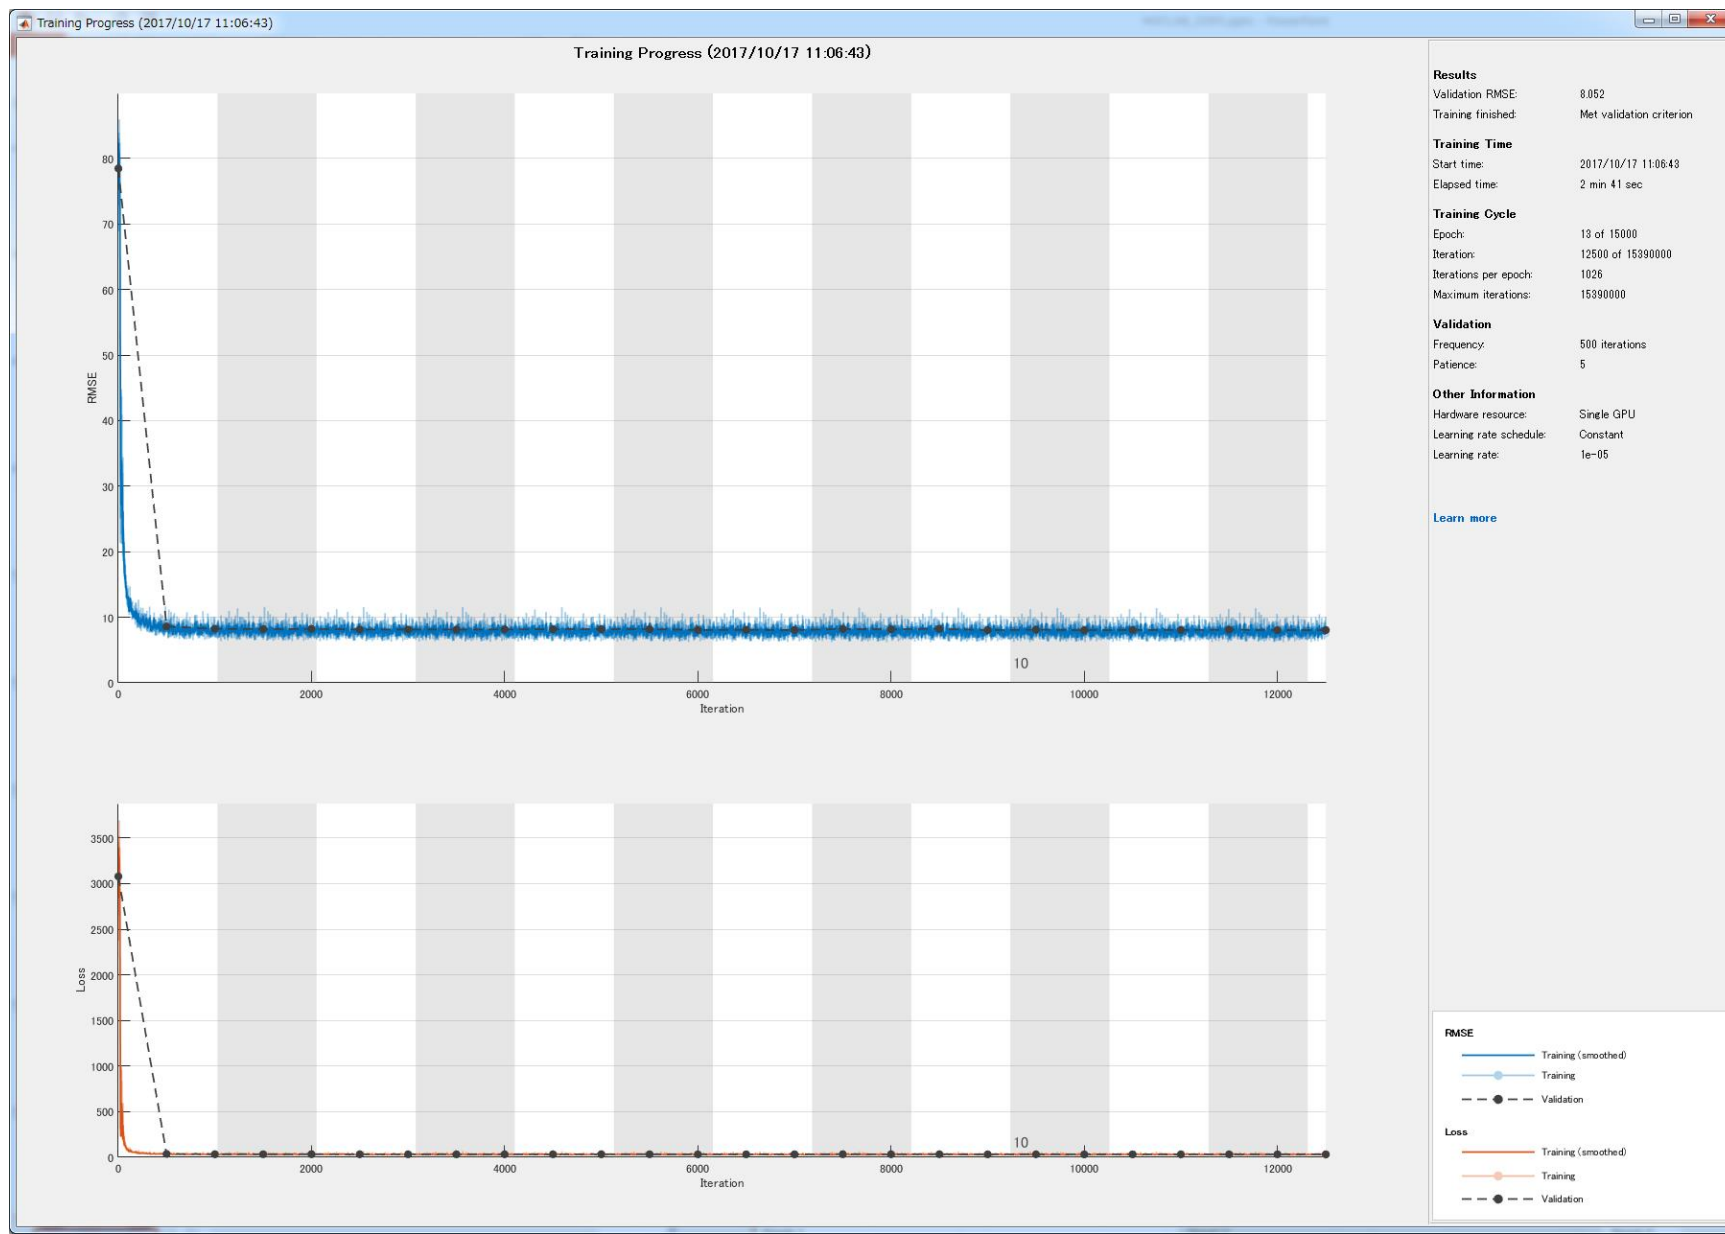 Training Progress (2017/10/17 11:06:43)
Training Progress (2017/10/17 11:06:43)
80
70
60
50
40
30
20
10
0
RMSE
10
0 2000 4000 6000 8000 10000 12000
Iteration
3500
3000
2500
2000
1500
1000
500
0
Loss
10
0 2000 4000 6000 8000 10000 12000
Iteration
Results
Validation RMSE: 8.052
Training finished: Met validation criterion
Training Time
Start time: 2017/10/17 11:06:43
Elapsed time: 2 min 41 sec
Training Cycle
Epoch: 13 of 15000
Iteration: 12500 of 15390000
Iterations per epoch: 1026
Maximum iterations: 15390000
Validation
Frequency: 500 iterations
Patience: 5
Other Information
Hardware resource: Single GPU
Learning rate schedule: Constant
Learning rate: 1e-05
Learn more
RMSE
Training (smoothed)
Training
Validation
Loss
Training (smoothed)
Training
Validation